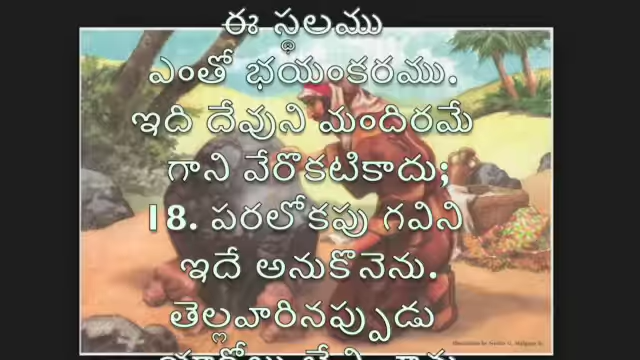 ఈ స్థలము
ఎంతో భయంకరము.
ఇది దేవుని మందిరమే
గాని వేరొకటికాదు;
18. పరలోకపు గవిని
ఇదే అనుకొనెను.
తెల్లవారినప్పుడు